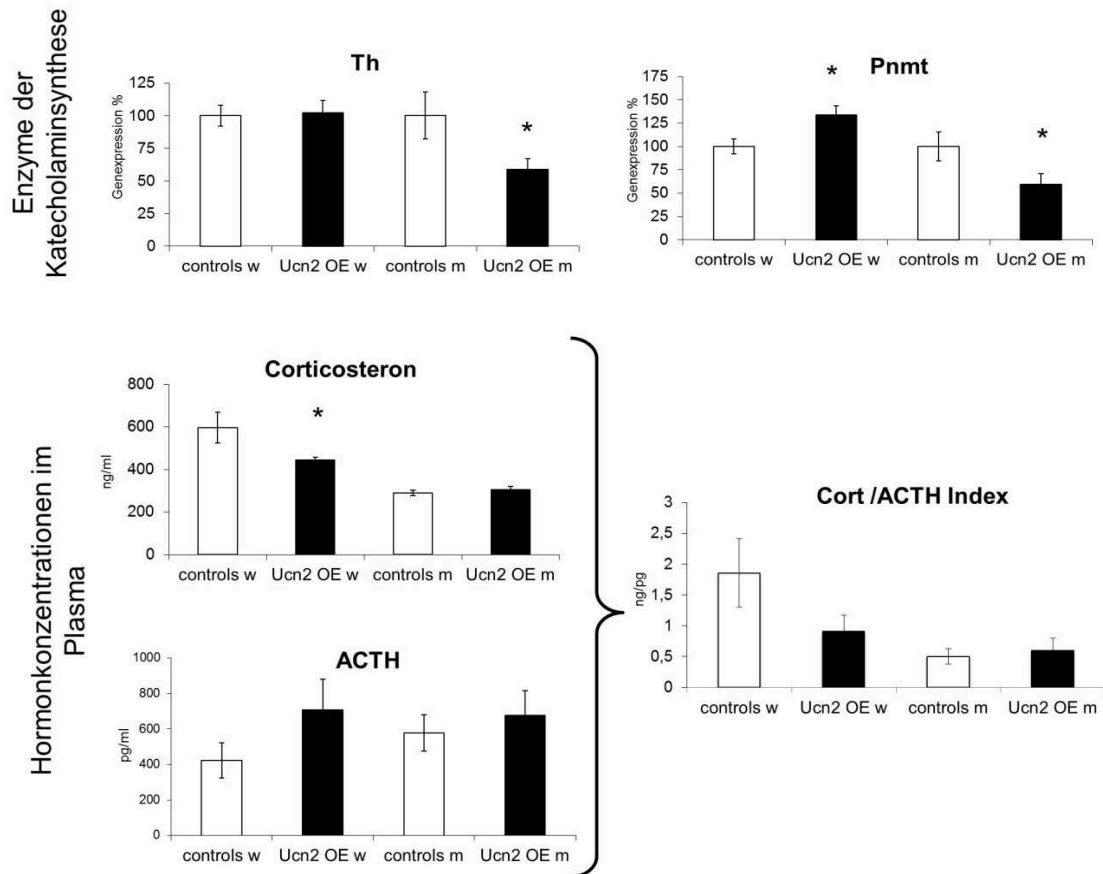 Enzyme der
Katecholaminsynthese
Th
Genexpression %
125
100
75
50
25
0
*
controls w
Ucn2 OE w
controls m
Ucn2 OE m
Pnmt
Genexpression %
175
150
125
100
75
50
25
0
*
*
controls w
Ucn2 OE w
controls m
Ucn2 OE m
Hormonkonzentrationen im
Plasma
Corticosteron
ng/ml
800
600
400
200
0
*
controls w
Ucn2 OE w
controls m
Ucn2 OE m
ACTH
pg/ml
1000
800
600
400
200
0
controls w
Ucn2 OE w
controls m
Ucn2 OE m
Cort /ACTH Index
ng/pg
3
2,5
2
1,5
1
0,5
0
controls w
Ucn2 OE w
controls m
Ucn2 OE m